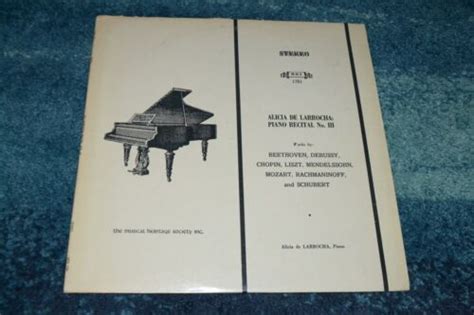 STEREO
1781
ALICIA DE LARROCHA:
PIANO RECITAL No. III
Works by:
BEETHOVEN, DEBUSSY,
CHOPIN, LISZT, MENDELSSOHN,
MOZART, RACHMANINOFF,
and SCHUBERT
the musical heritage society inc.
Alicia de LARROCHA, Piano